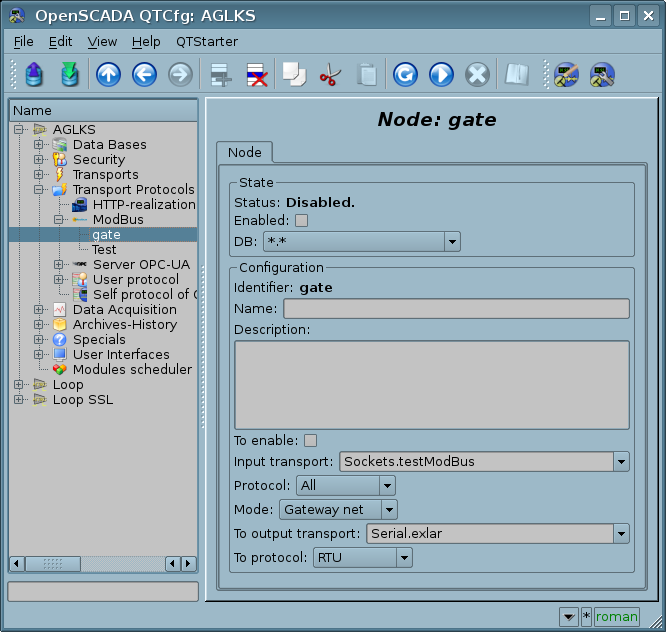 OpenSCADA QTCfg: AGLKS
File Edit View Help QTStarter
Name
AGLKS
Data Bases
Security
Transports
Transport Protocols
HTTP-realization
ModBus
gate
Test
Server OPC-UA
User protocol
Self protocol of
Data Acquisition
Archives-History
Specials
User Interfaces
Modules scheduler
Loop
Loop SSL
Node: gate
Node
State
Status: Disabled.
Enabled:
DB: *.*
Configuration
Identifier: gate
Name:
Description:
To enable:
Input transport: Sockets.testModBus
Protocol: All
Mode: Gateway net
To output transport: Serial.exlar
To protocol: RTU
* roman